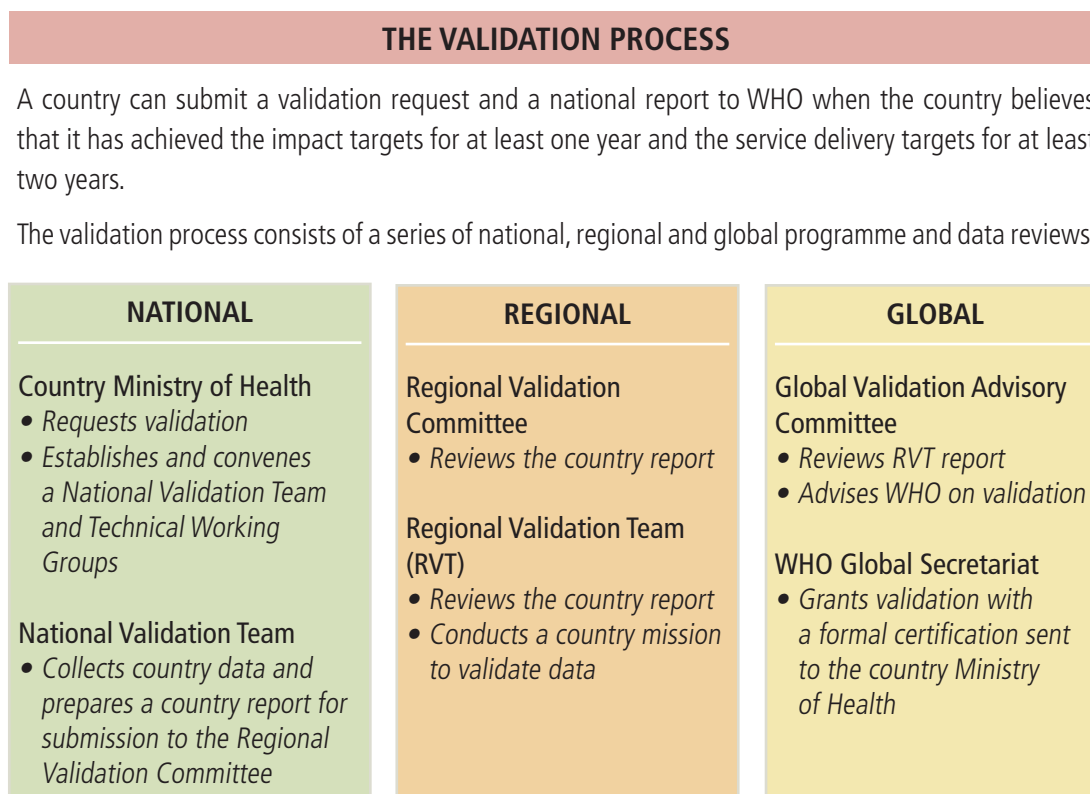 THE VALIDATION PROCESS
A country can submit a validation request and a national report to WHO when the country believes
that it has achieved the impact targets for at least one year and the service delivery targets for at least
two years.
The validation process consists of a series of national, regional and global programme and data reviews
NATIONAL
Country Ministry of Health
• Requests validation
• Establishes and convenes
a National Validation Team
and Technical Working
Groups
National Validation Team
• Collects country data and
prepares a country report for
submission to the Regional
Validation Committee
REGIONAL
Regional Validation
Committee
• Reviews the country report
Regional Validation Team
(RVT)
• Reviews the country report
• Conducts a country mission
to validate data
GLOBAL
Global Validation Advisory
Committee
• Reviews RVT report
• Advises WHO on validation
WHO Global Secretariat
• Grants validation with
a formal certification sent
to the country Ministry
of Health